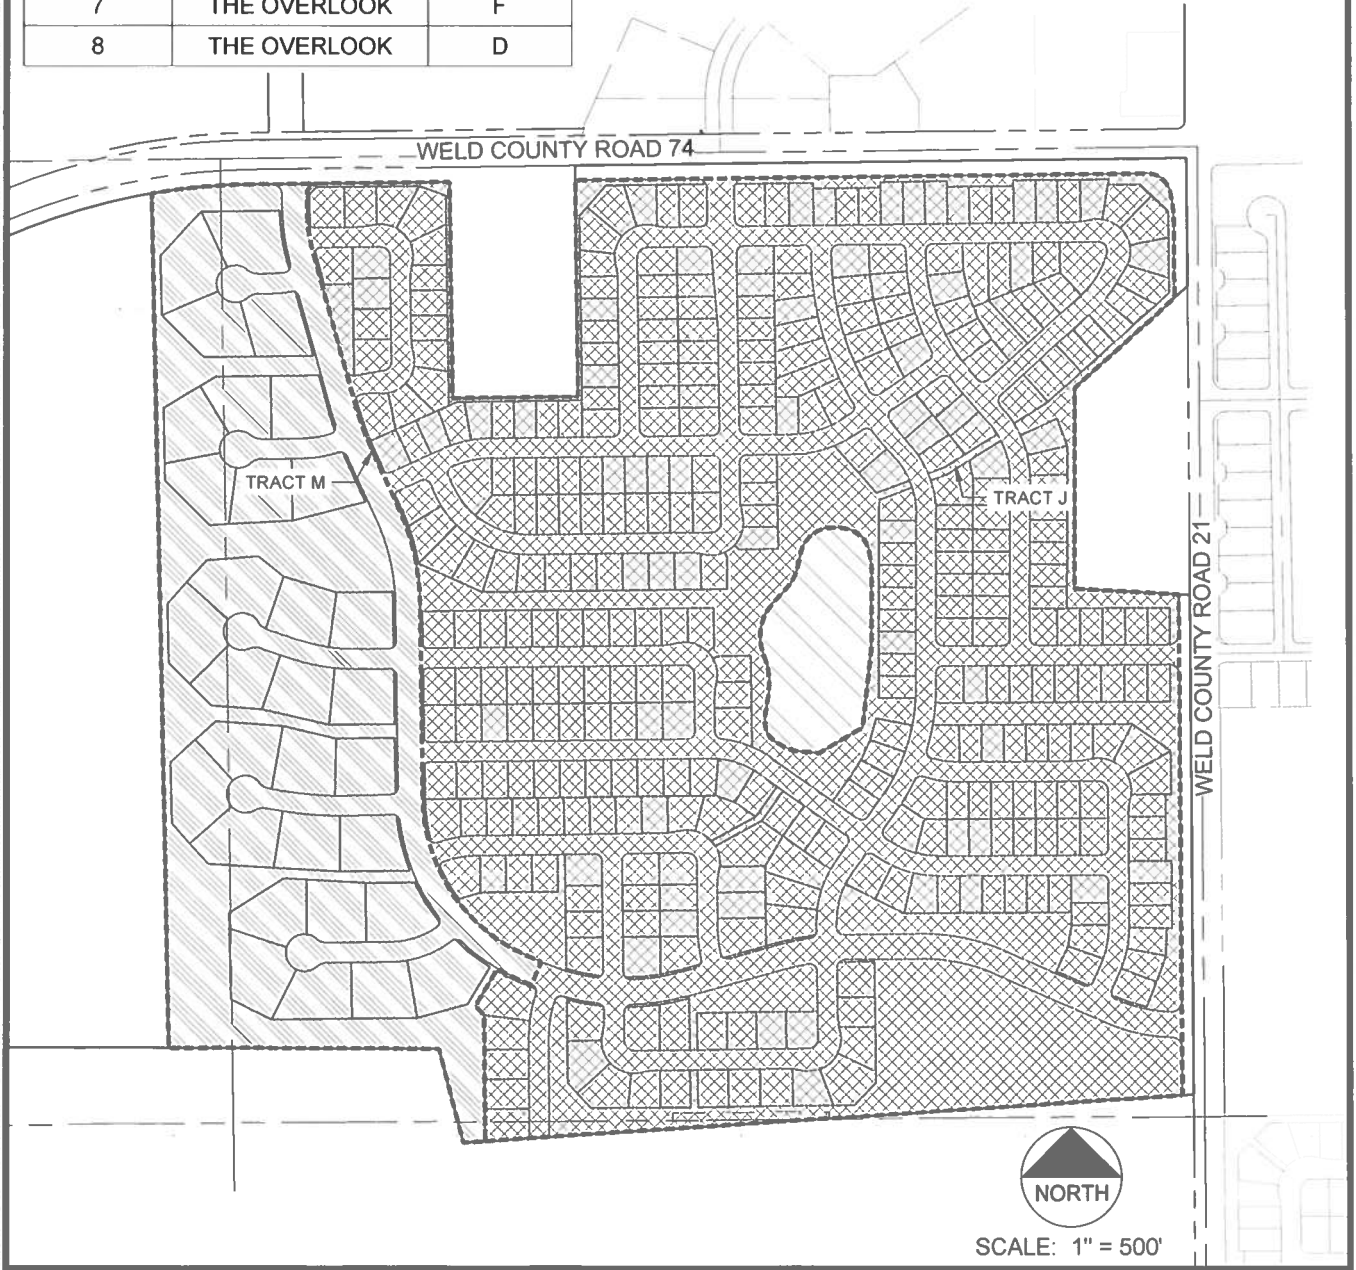 7 THE OVERLOOK F
8 THE OVERLOOK D
WELD COUNTY ROAD 74
TRACT M
TRACT J
WELD COUNTY ROAD 21
NORTH
SCALE: 1" = 500'